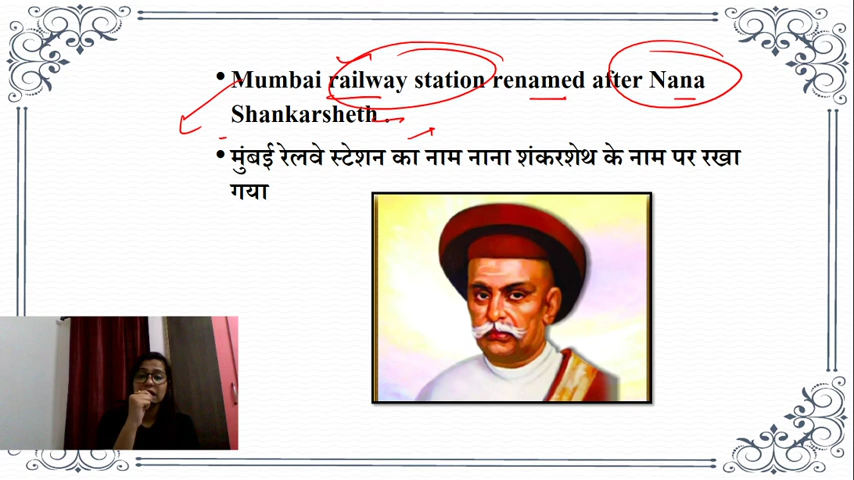 Mumbai railway station renamed after Nana
Shankarsheth .
मुंबई रेलवे स्टेशन का नाम नाना शंकरशेथ के नाम पर रखा
गया